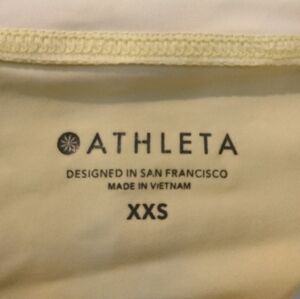 ATHLETA
DESIGNED IN SAN FRANCISCO
MADE IN VIETNAM
XXS